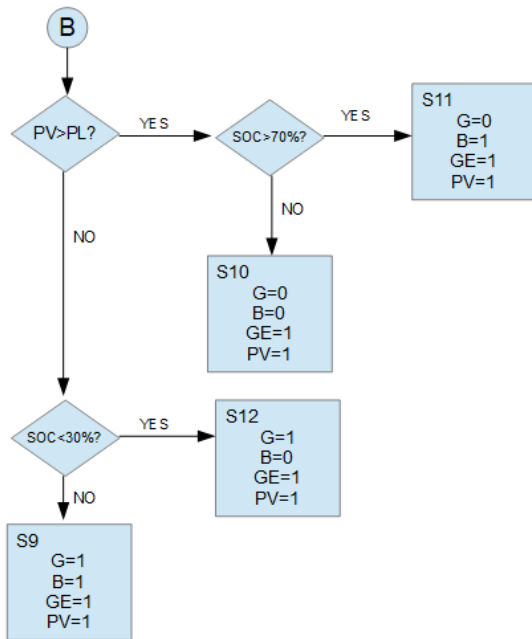 B
PV>PL?
YES
SOC>70%?
YES
S11
G=0
B=1
GE=1
PV=1
NO
NO
S10
G=0
B=0
GE=1
PV=1
SOC<30%?
YES
S12
G=1
B=0
GE=1
PV=1
NO
S9
G=1
B=1
GE=1
PV=1